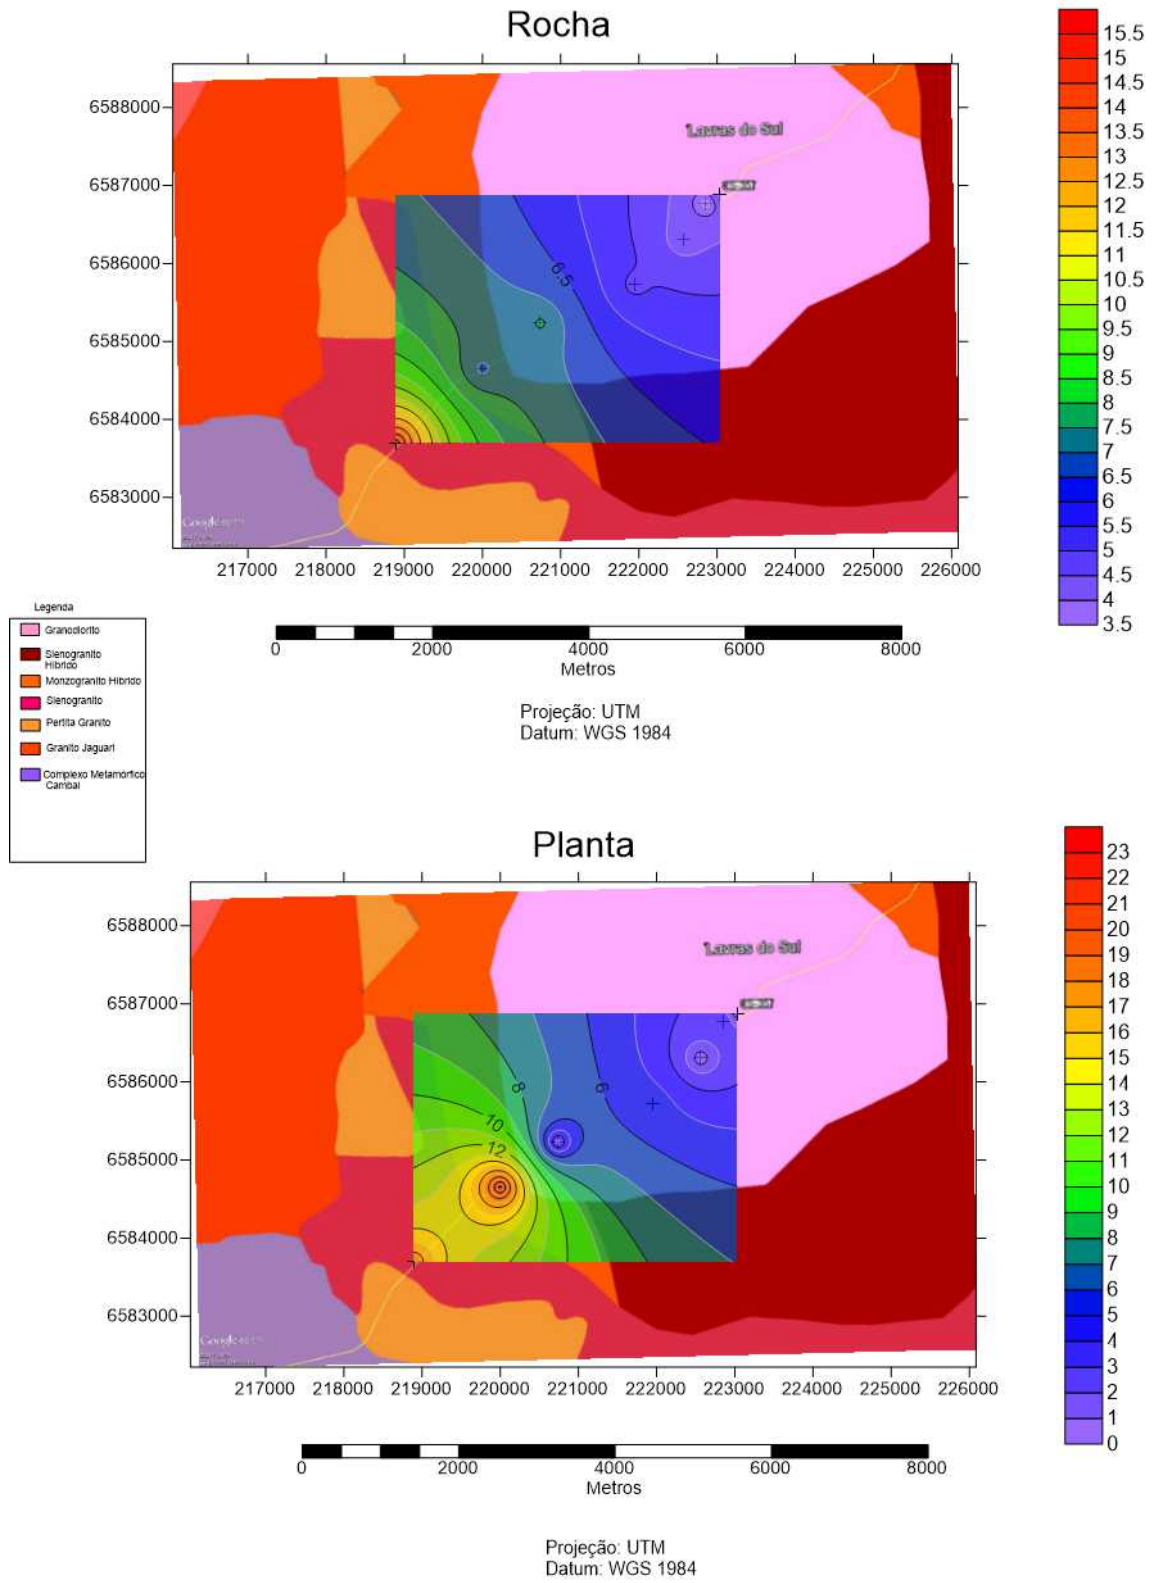 Rocha
15.5
15
14.5
14
13.5
13
12.5
12
11.5
11
10.5
10
9.5
9
8.5
8
7.5
7
6.5
6
5.5
5
4.5
4
3.5
6588000
6587000
6586000
6585000
6584000
6583000
Lavras do Sul
6.5
Google
217000 218000 219000 220000 221000 222000 223000 224000 225000 226000
0 2000 4000 6000 8000
Metros
Projeção: UTM
Datum: WGS 1984
Legenda
Granodiorito
Sienogranito
Hibrido
Monzogranito Hibrido
Sienogranito
Pertita Granito
Granito Jaguari
Complexo Metamórfico
Cambaí
Planta
23
22
21
20
19
18
17
16
15
14
13
12
11
10
9
8
7
6
5
4
3
2
1
0
6588000
6587000
6586000
6585000
6584000
6583000
Lavras do Sul
8
6
10
12
Google
217000 218000 219000 220000 221000 222000 223000 224000 225000 226000
0 2000 4000 6000 8000
Metros
Projeção: UTM
Datum: WGS 1984